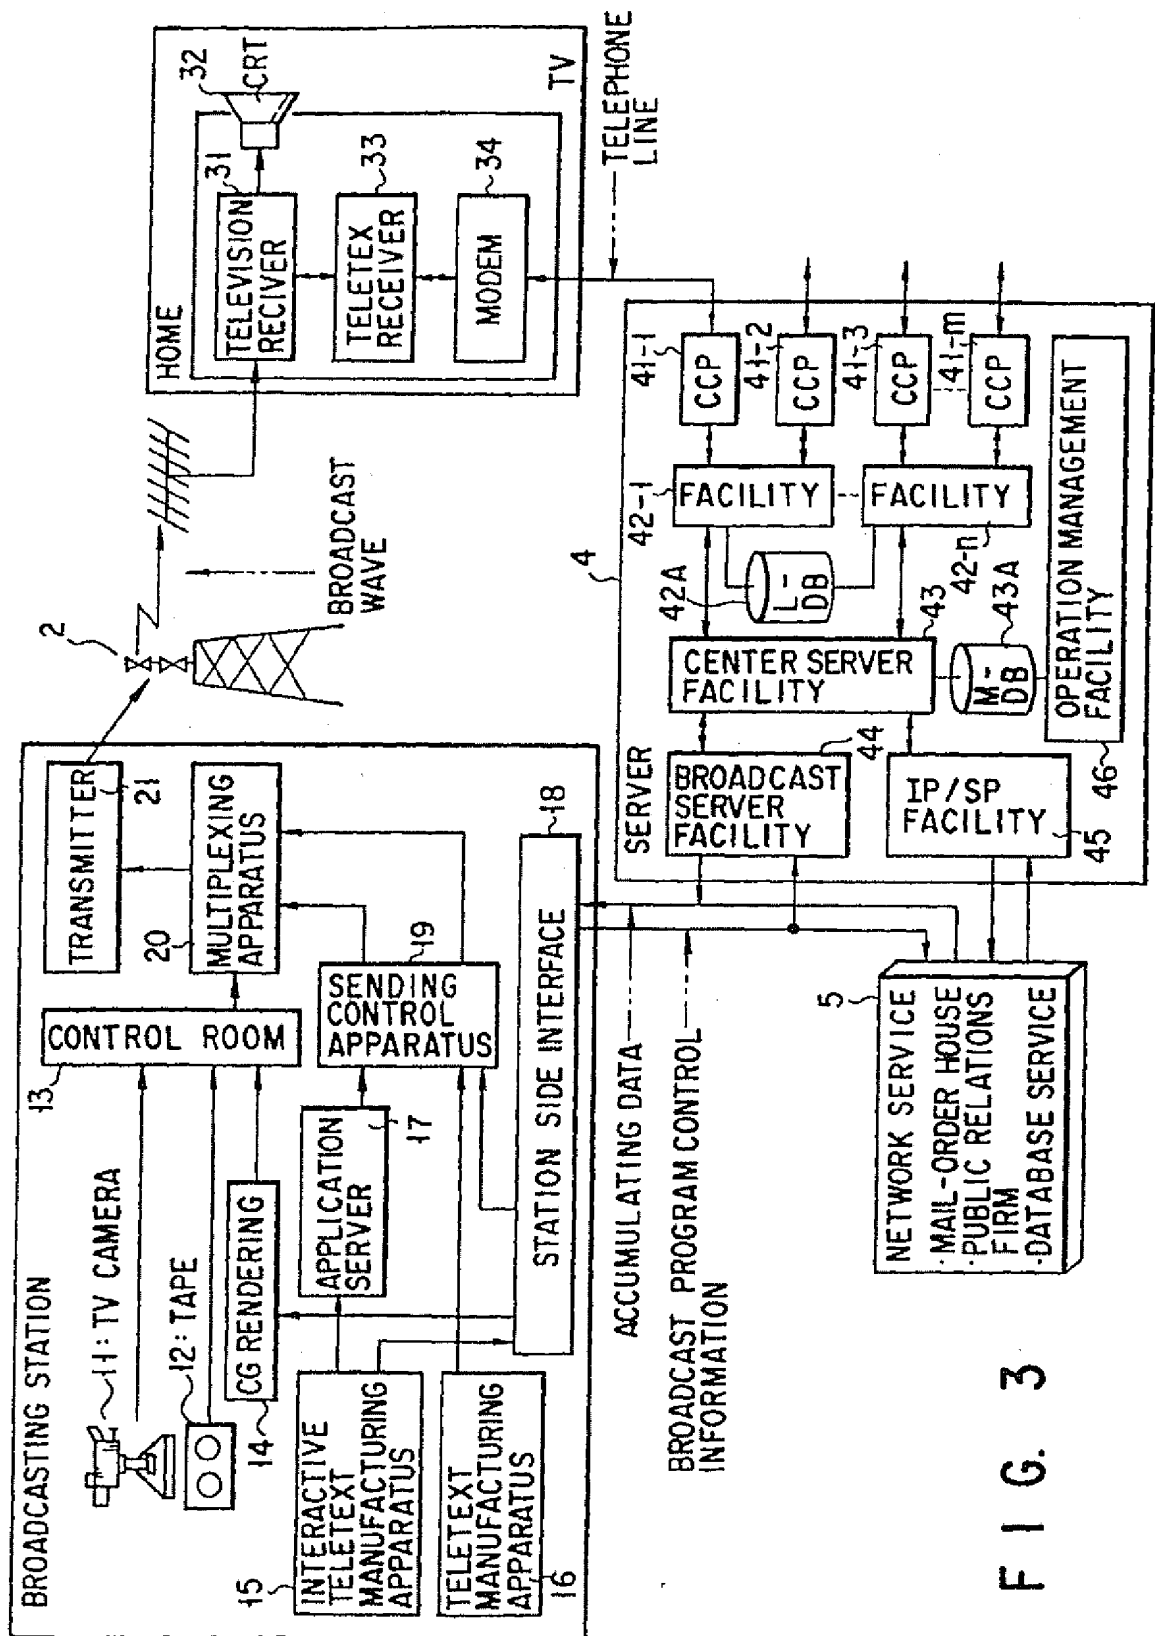 BROADCASTING STATION
11:TV CAMERA
12:TAPE
13
CONTROL ROOM
TRANSMITTER
21
20
MULTIPLEXING
APPARATUS
14
CG RENDERING
15
INTERACTIVE
TELETEXT
MANUFACTURING
APPARATUS
APPLICATION
SERVER
17
SENDING
CONTROL
APPARATUS
19
TELETEXT
MANUFACTURING
APPARATUS
16
STATION SIDE INTERFACE
18
2
BROADCAST
WAVE
HOME
TELEVISION
RECIVER
31
32
CRT
TELETEX
RECEIVER
33
MODEM
34
TV
TELEPHONE
LINE
ACCUMULATING DATA
BROADCAST PROGRAM CONTROL
INFORMATION
SERVER
4
BROADCAST
SERVER
FACILITY
44
CENTER SERVER
FACILITY
43
42A
L-
DB
42-1
FACILITY
FACILITY
42-n
41-1
CCP
41-2
CCP
41-3
CCP
41-m
CCP
IP/SP
FACILITY
45
M-
DB
43A
46
OPERATION MANAGEMENT
FACILITY
5
NETWORK SERVICE
·MAIL-ORDER HOUSE
·PUBLIC RELATIONS
FIRM
·DATABASE SERVICE
FIG. 3